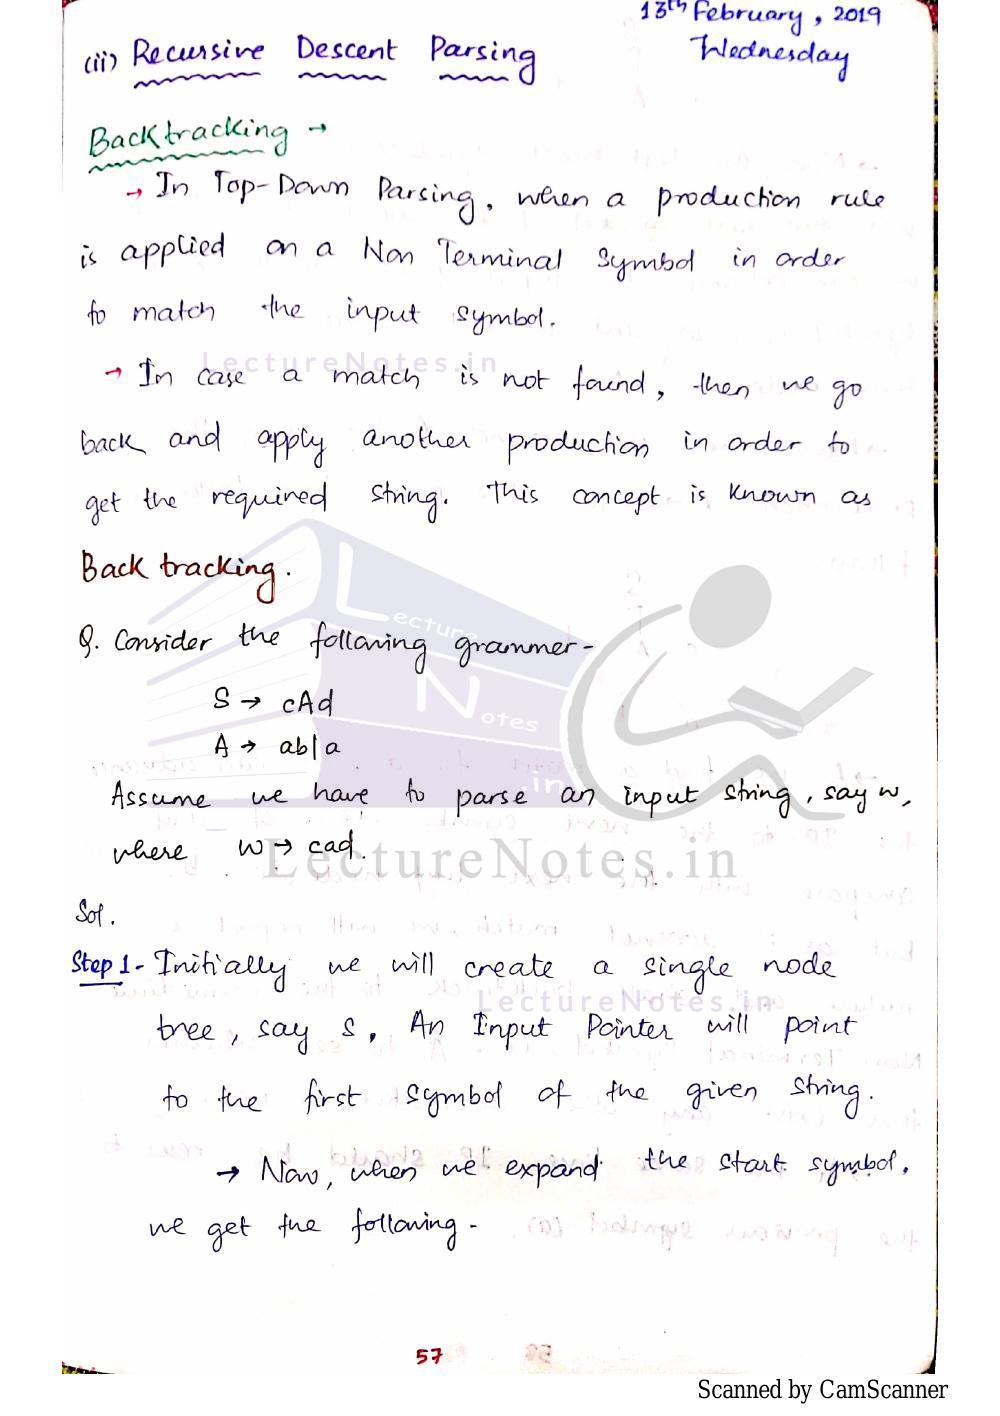 13th February, 2019
Wednesday
(ii) Recursive Descent Parsing
Backtracking →
→ In Top-Down Parsing, when a production rule
is applied on a Non Terminal Symbol in order
to match the input symbol.
LectureNotes.in
→ In case a match is not found, then we go
back and apply another production in order to
get the required string. This concept is known as
Back tracking.
Lecture
Notes
.in
Q. Consider the following grammer -
S → cAd
A → ab|a
Assume we have to parse an input string, say w,
where w → cad.
LectureNotes.in
Sol.
Step 1 - Initially we will create a single node
LectureNotes.in
tree, say S. An Input Pointer will point
to the first symbol of the given string.
→ Now, when we expand the start symbol,
we get the following -
57
Scanned by CamScanner